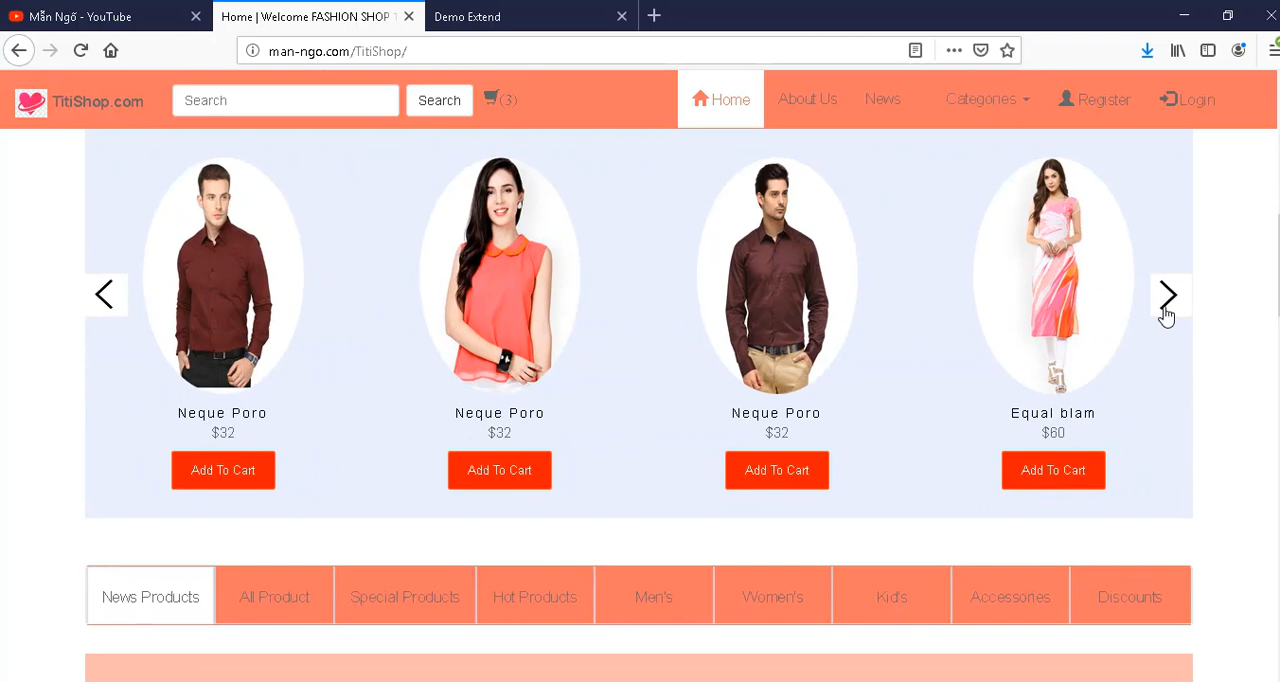 Mẫn Ngố - YouTube
Home | Welcome FASHION SHOP
Demo Extend
man-ngo.com/TitiShop/
TitiShop.com
Search
Search
(3)
Home
About Us
News
Categories
Register
Login
Neque Poro
Neque Poro
Neque Poro
Equal blam
$32
$32
$32
$60
Add To Cart
Add To Cart
Add To Cart
Add To Cart
News Products
All Product
Special Products
Hot Products
Men's
Women's
Kid's
Accessories
Discounts